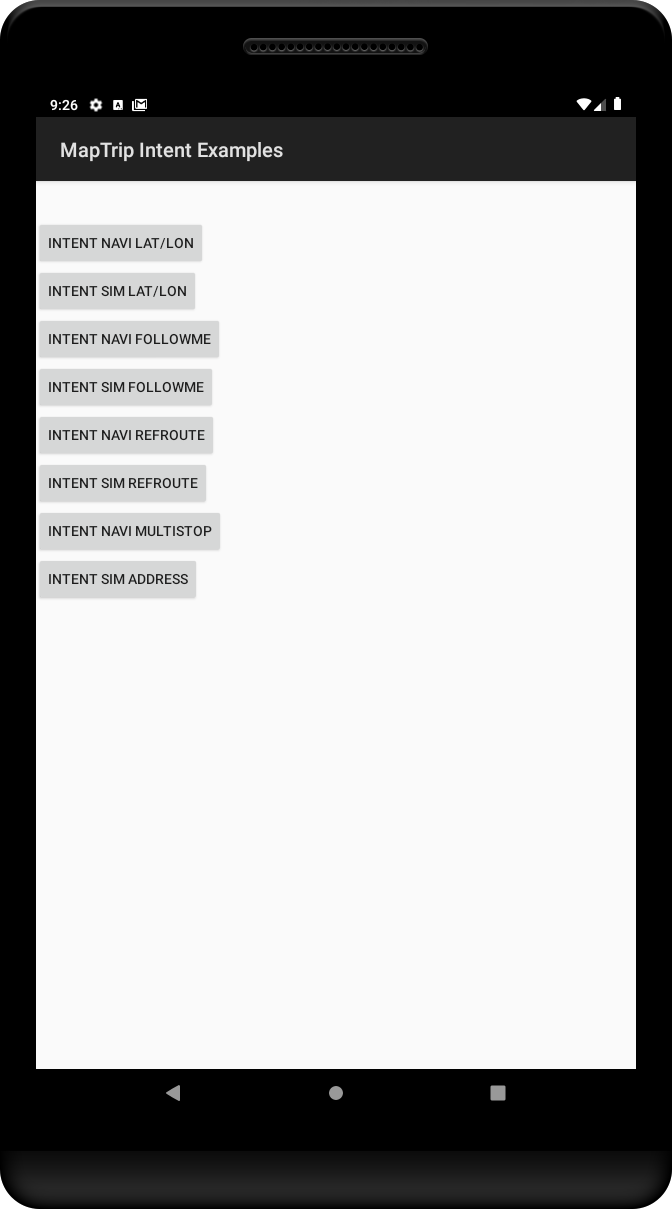 9:26
MapTrip Intent Examples
INTENT NAVI LAT/LON
INTENT SIM LAT/LON
INTENT NAVI FOLLOWME
INTENT SIM FOLLOWME
INTENT NAVI REFROUTE
INTENT SIM REFROUTE
INTENT NAVI MULTISTOP
INTENT SIM ADDRESS